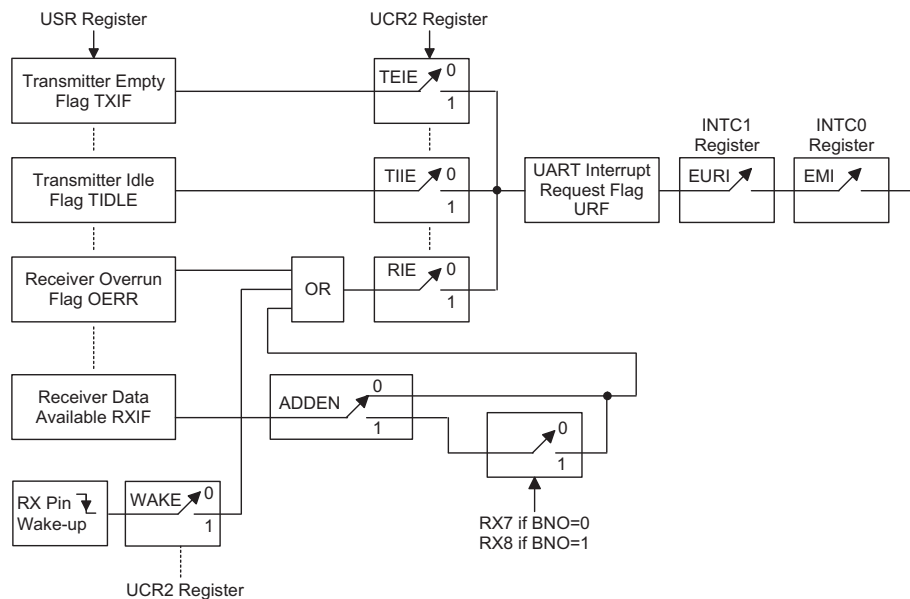 USR Register
UCR2 Register
Transmitter Empty
Flag TXIF
TEIE
0
1
INTC1
Register
INTC0
Register
Transmitter Idle
Flag TIDLE
TIIE
0
1
UART Interrupt
Request Flag
URF
EURI
EMI
Receiver Overrun
Flag OERR
OR
RIE
0
1
Receiver Data
Available RXIF
ADDEN
0
1
0
1
RX Pin
Wake-up
WAKE
0
1
RX7 if BNO=0
RX8 if BNO=1
UCR2 Register